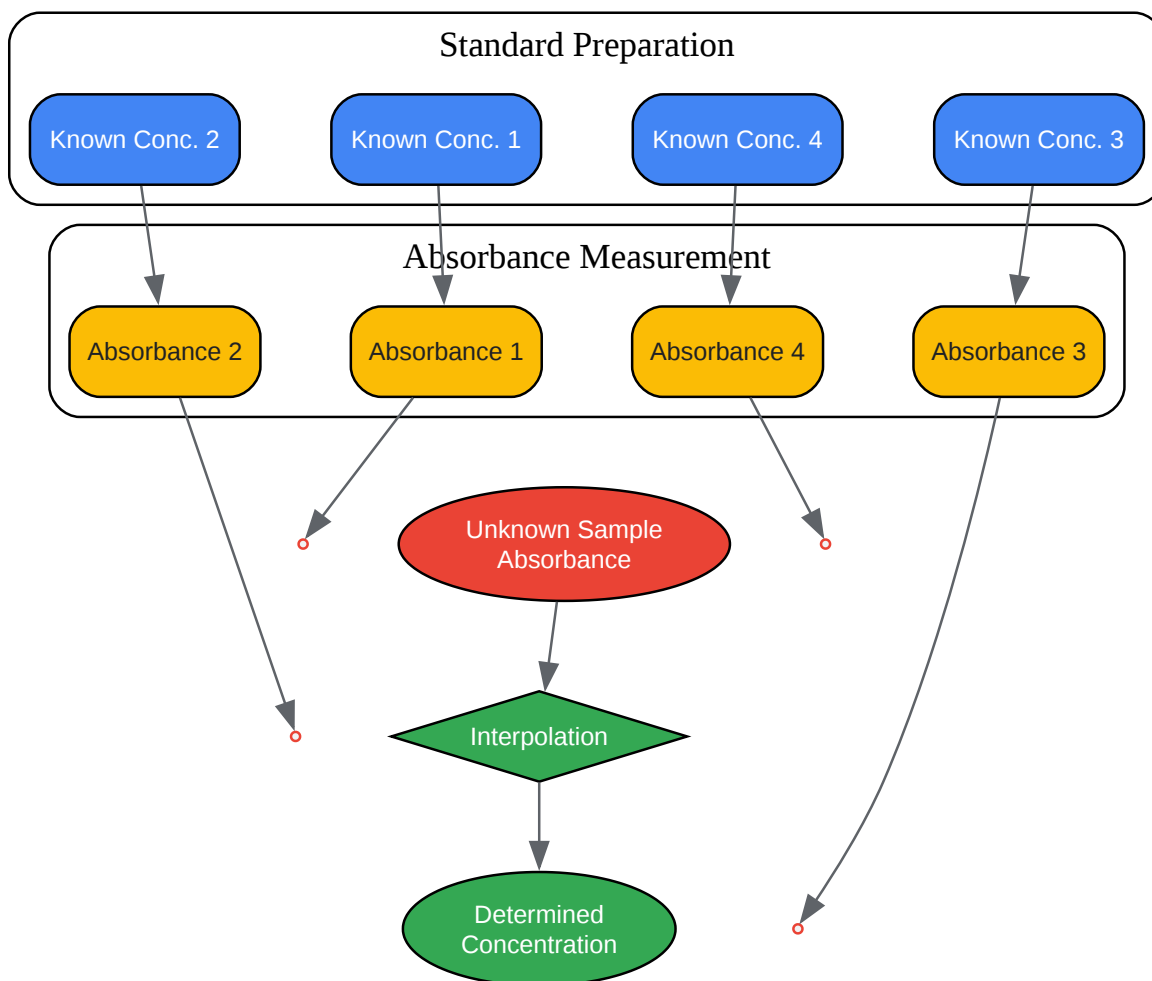 Standard Preparation
Known Conc. 2
Known Conc. 1
Known Conc. 4
Known Conc. 3
Absorbance Measurement
Absorbance 2
Absorbance 1
Absorbance 4
Absorbance 3
Unknown Sample
Absorbance
Interpolation
Determined
Concentration